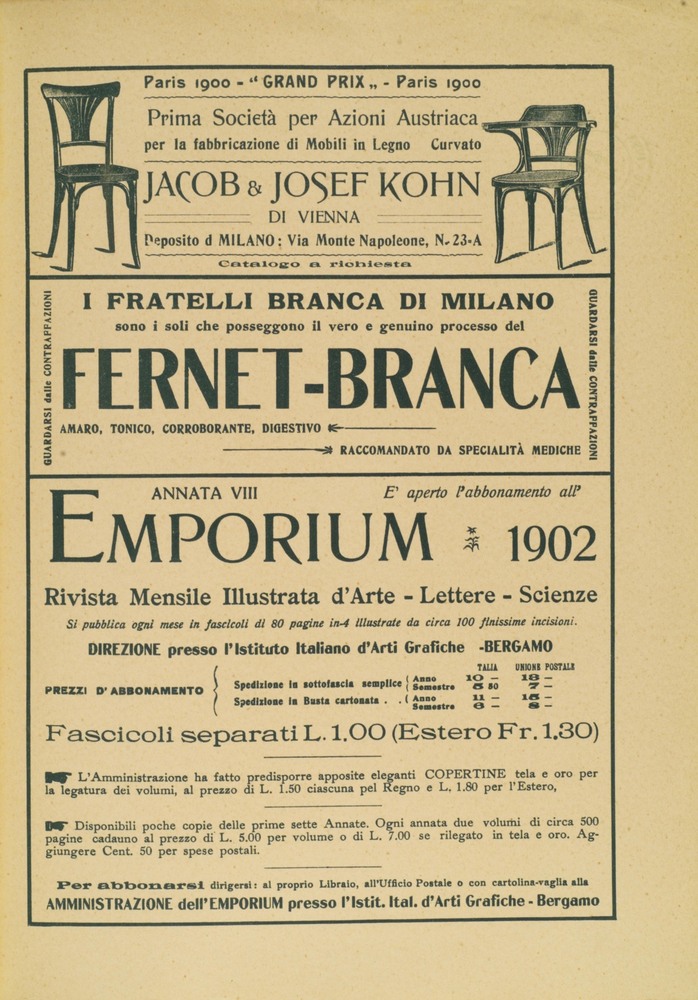 Paris 1900 - “ GRAND PRIX „ - Paris 1900
Prima Società per Azioni Austriaca
per la fabbricazione di Mobili in Legno Curvato
JACOB & JOSEF KOHN
DI VIENNA
Deposito d MILANO: Via Monte Napoleone, N. 23-A
Catalogo a richiesta
GUARDARSI dalle CONTRAFFAZIONI
I FRATELLI BRANCA DI MILANO
sono i soli che posseggono il vero e genuino processo del
FERNET-BRANCA
AMARO, TONICO, CORROBORANTE, DIGESTIVO
RACCOMANDATO DA SPECIALITÀ MEDICHE
GUARDARSI dalle CONTRAFFAZIONI
ANNATA VIII E' aperto l'abbonamento all'
EMPORIUM 1902
Rivista Mensile Illustrata d'Arte - Lettere - Scienze
Si pubblica ogni mese in fascicoli di 80 pagine in-4 illustrate da circa 100 finissime incisioni.
DIREZIONE presso l'Istituto Italiano d'Arti Grafiche -BERGAMO
TALIA UNIONE POSTALE
PREZZI D'ABBONAMENTO
Spedizione in sottofascia semplice ( Anno 10 — 13 —
Semestre 5 50 7 —
Spedizione in Busta cartonata . . ( Anno 11 — 15 —
Semestre 6 — 8 —
Fascicoli separati L. 1.00 (Estero Fr. 1.30)
L'Amministrazione ha fatto predisporre apposite eleganti COPERTINE tela e oro per
la legatura dei volumi, al prezzo di L. 1.50 ciascuna pel Regno e L. 1.80 per l'Estero,
Disponibili poche copie delle prime sette Annate. Ogni annata due volumi di circa 500
pagine cadauno al prezzo di L. 5.00 per volume o di L. 7.00 se rilegato in tela e oro. Ag-
giungere Cent. 50 per spese postali.
Per abbonarsi dirigersi: al proprio Libraio, all'Ufficio Postale o con cartolina-vaglia alla
AMMINISTRAZIONE dell'EMPORIUM presso l'Istit. Ital. d'Arti Grafiche - Bergamo